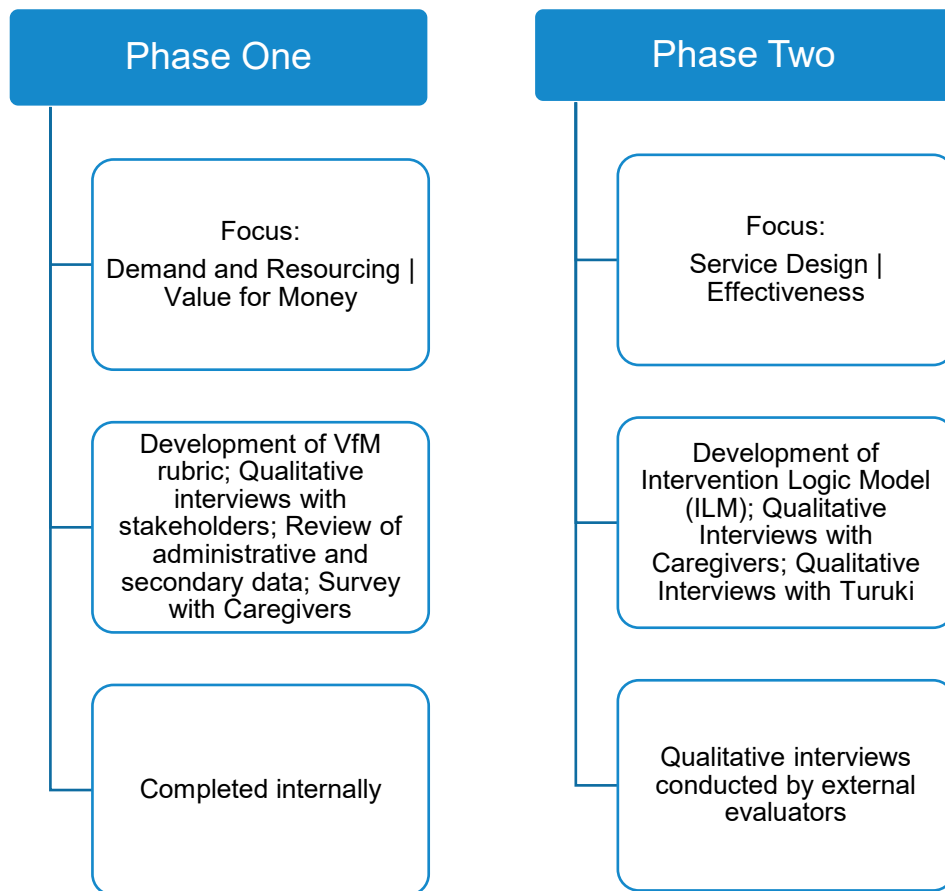 Phase One
Focus:
Demand and Resourcing |
Value for Money
Development of VfM
rubric; Qualitative
interviews with
stakeholders; Review of
administrative and
secondary data; Survey
with Caregivers
Completed internally
Phase Two
Focus:
Service Design |
Effectiveness
Development of
Intervention Logic Model
(ILM); Qualitative
Interviews with
Caregivers; Qualitative
Interviews with Turuki
Qualitative interviews
conducted by external
evaluators